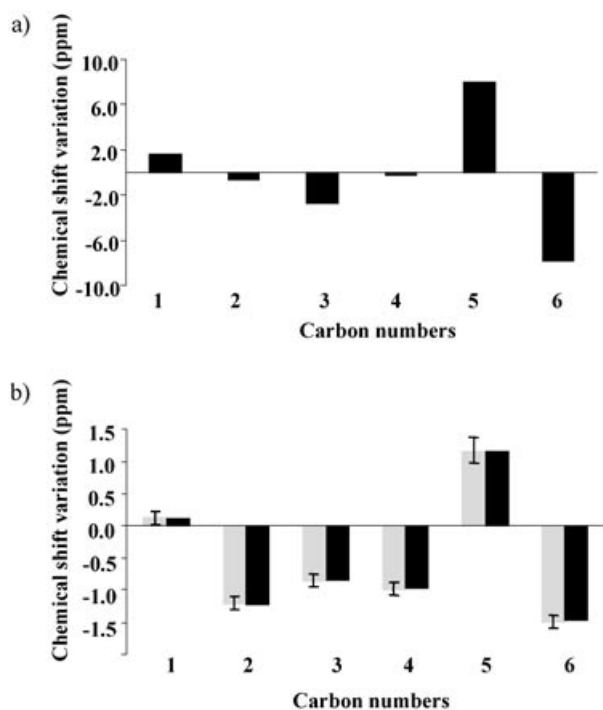 a)
Chemical shift variation (ppm)
10.0
6.0
2.0
-2.0
-6.0
-10.0
1 2 3 4 5 6
Carbon numbers
b)
Chemical shift variation (ppm)
1.5
1.0
0.5
0.0
-0.5
-1.0
-1.5
1 2 3 4 5 6
Carbon numbers